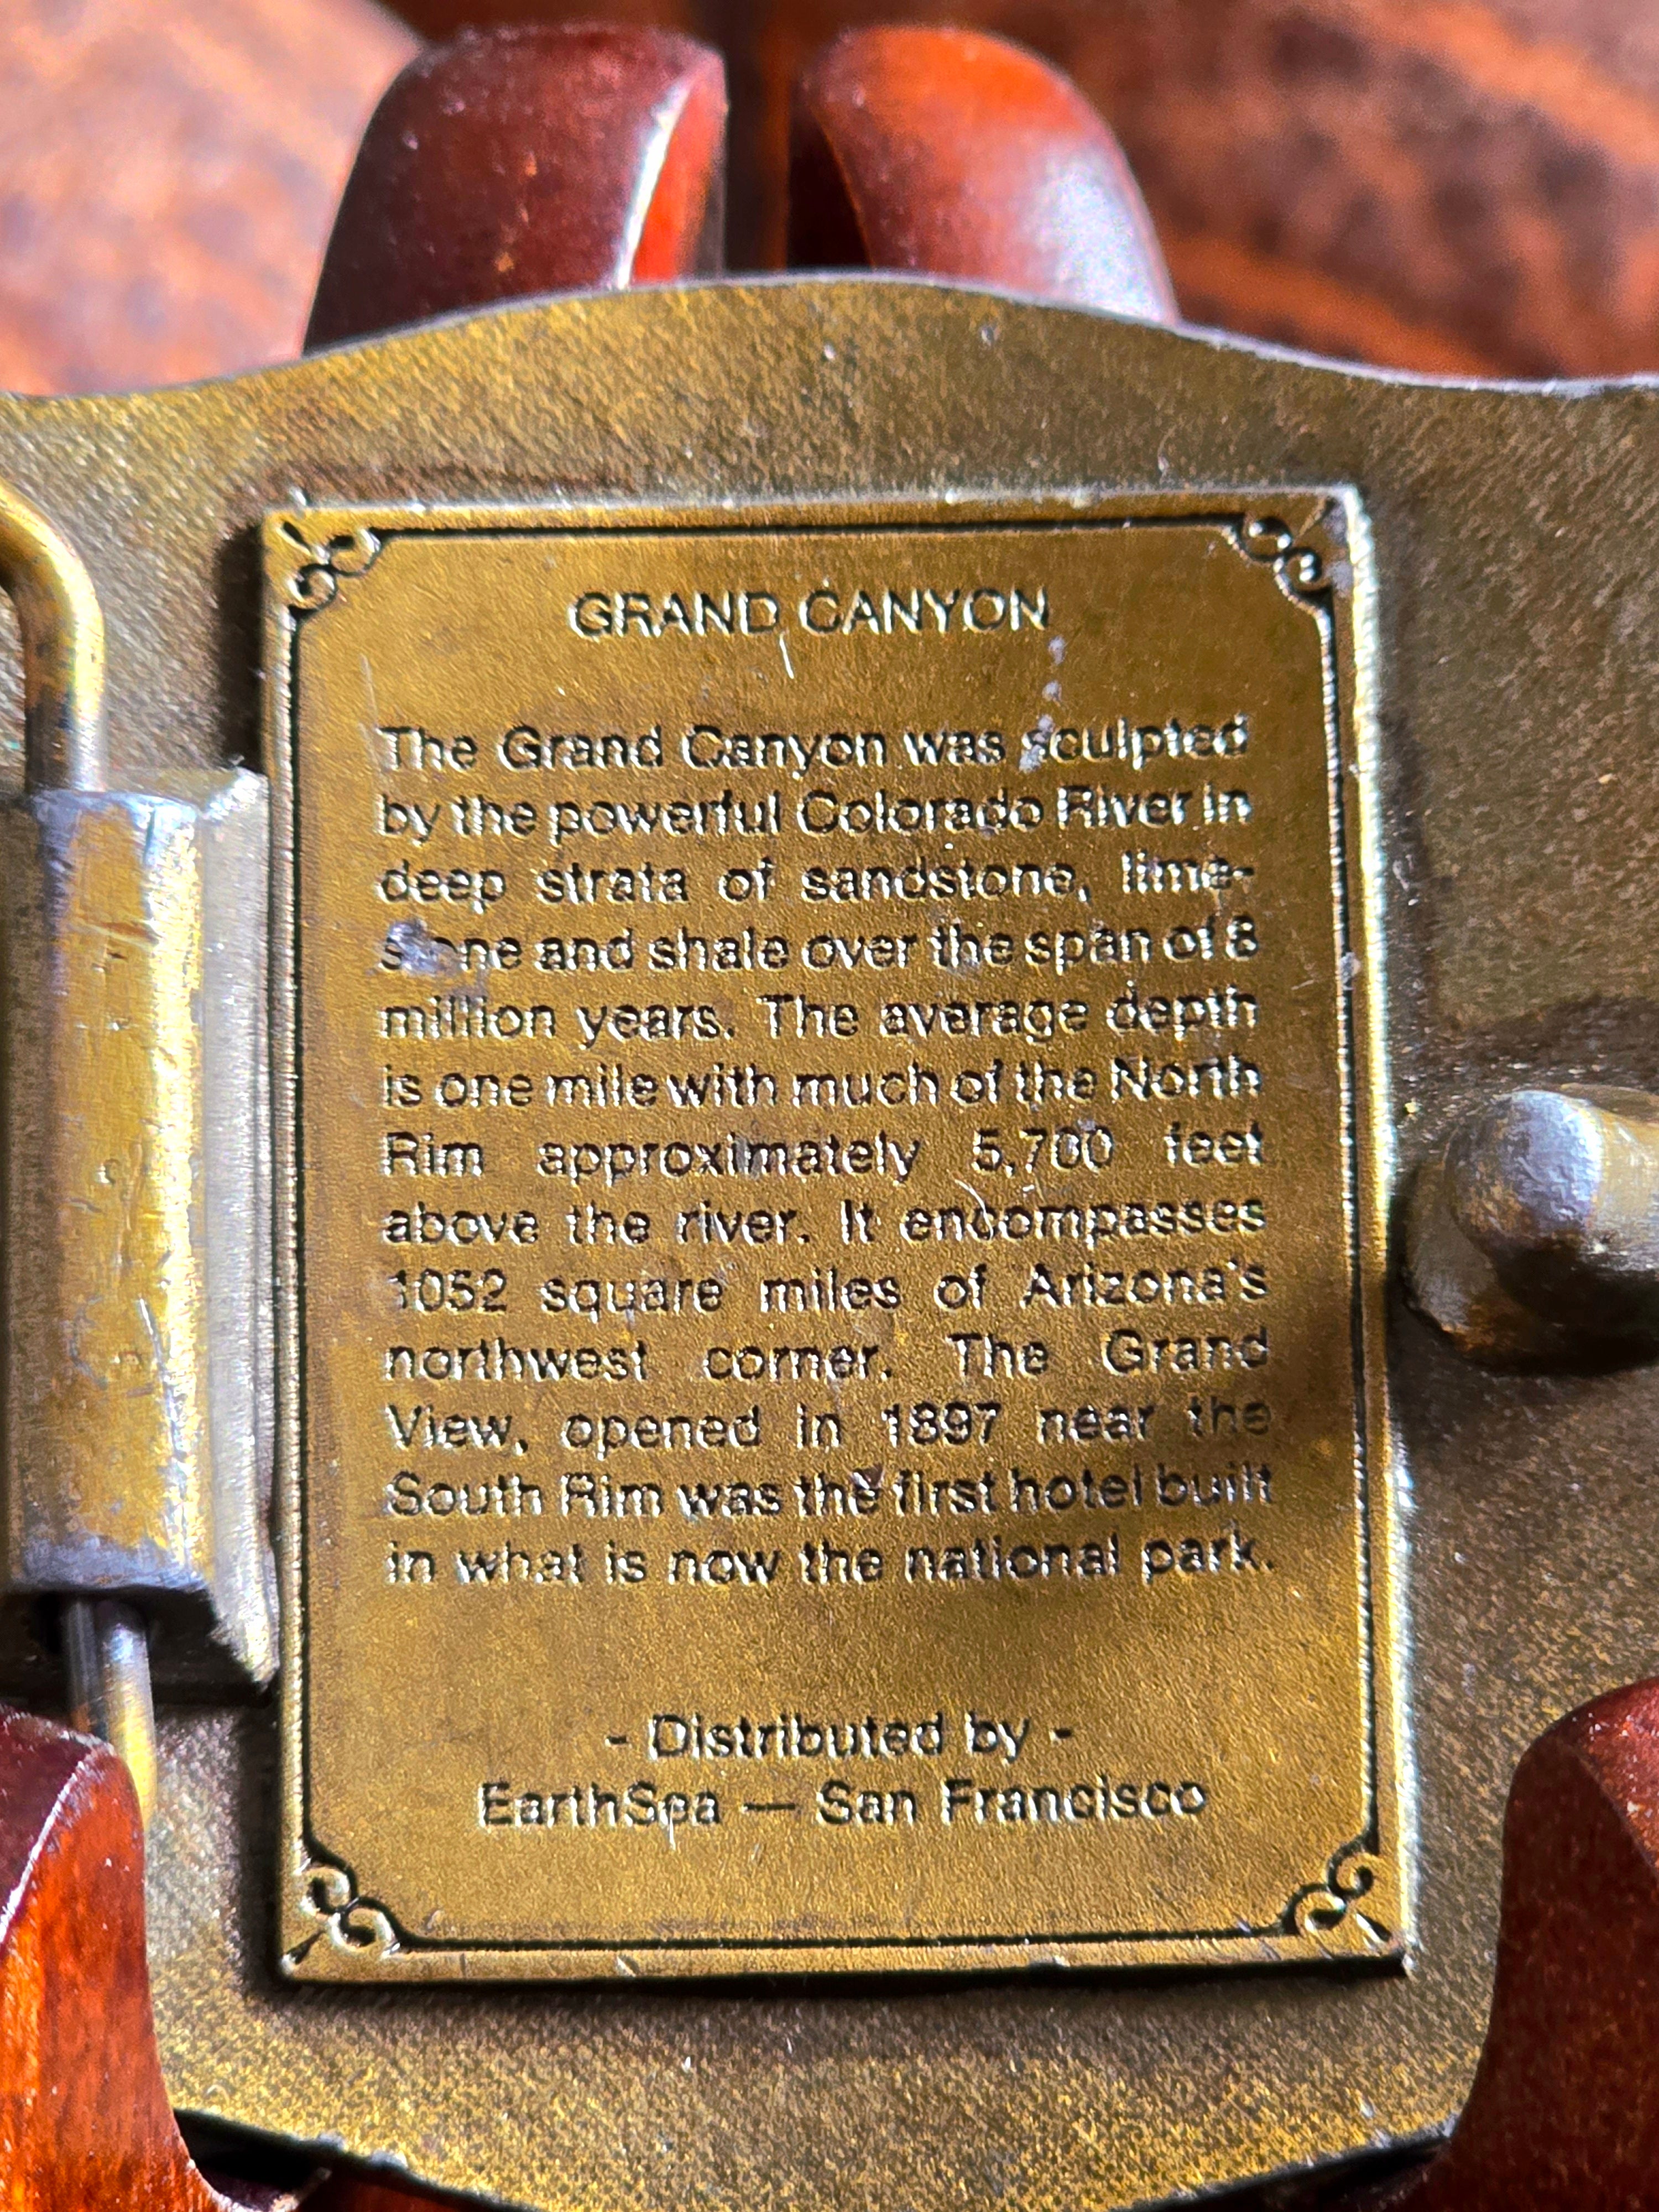 GRAND CANYON
The Grand Canyon was sculpted
by the powerful Colorado River in
deep strata of sandstone, lime-
stone and shale over the span of 8
million years. The average depth
is one mile with much of the North
Rim approximately 5,700 feet
above the river. It encompasses
1052 square miles of Arizona's
northwest corner. The Grand
View, opened in 1897 near the
South Rim was the first hotel built
in what is now the national park.
- Distributed by -
EarthSea — San Francisco